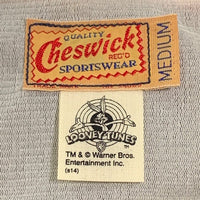 QUALITY
Cheswick
REG'D
SPORTSWEAR
MEDIUM
LOONEY TUNES
TM & © Warner Bros.
Entertainment Inc.
(s14)